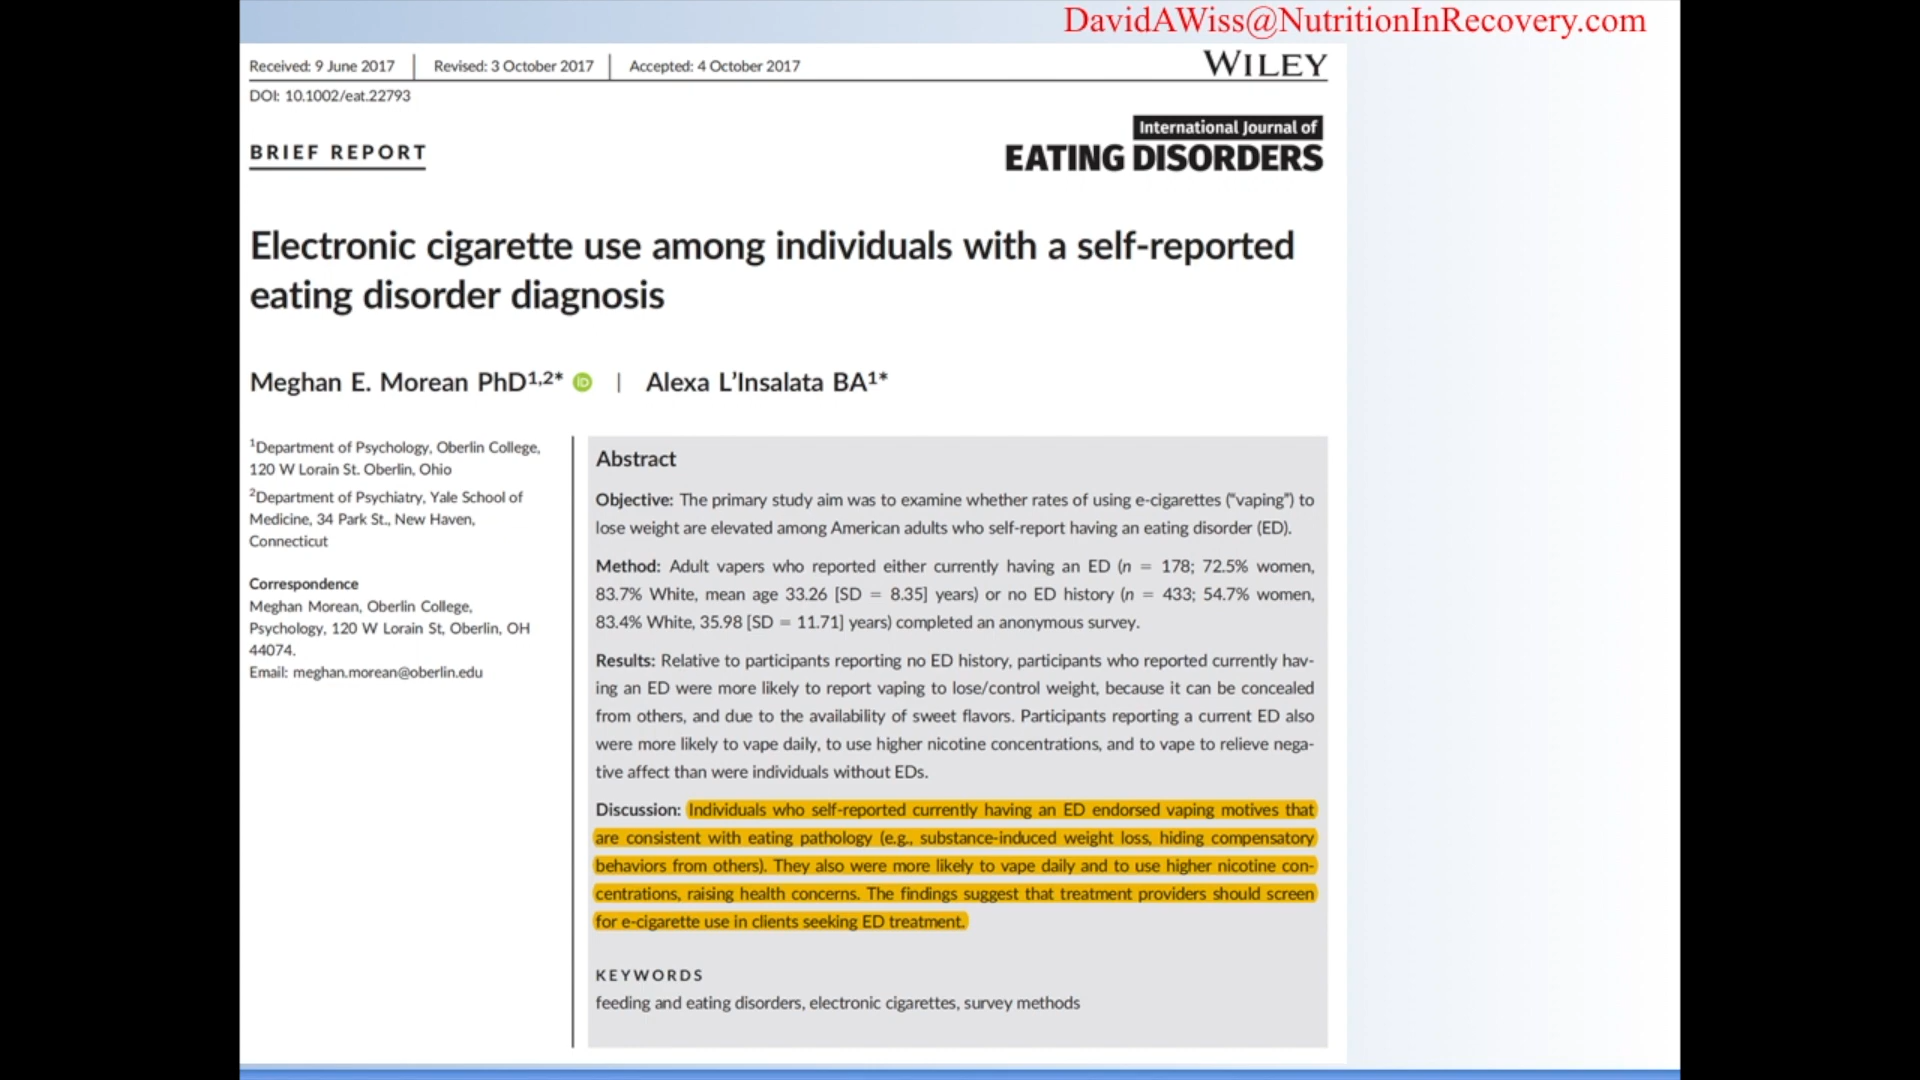 DavidAWiss@NutritionInRecovery.com
Received: 9 June 2017 | Revised: 3 October 2017 | Accepted: 4 October 2017
WILEY
DOI: 10.1002/eat.22793
BRIEF REPORT
International Journal of
EATING DISORDERS
Electronic cigarette use among individuals with a self-reported
eating disorder diagnosis
Meghan E. Morean PhD1,2* iD | Alexa L’Insalata BA1*
1Department of Psychology, Oberlin College,
120 W Lorain St. Oberlin, Ohio
2Department of Psychiatry, Yale School of
Medicine, 34 Park St., New Haven,
Connecticut
Correspondence
Meghan Morean, Oberlin College,
Psychology, 120 W Lorain St, Oberlin, OH
44074.
Email: meghan.morean@oberlin.edu
Abstract
Objective: The primary study aim was to examine whether rates of using e-cigarettes (“vaping”) to
lose weight are elevated among American adults who self-report having an eating disorder (ED).
Method: Adult vapers who reported either currently having an ED (n = 178; 72.5% women,
83.7% White, mean age 33.26 [SD = 8.35] years) or no ED history (n = 433; 54.7% women,
83.4% White, 35.98 [SD = 11.71] years) completed an anonymous survey.
Results: Relative to participants reporting no ED history, participants who reported currently hav-
ing an ED were more likely to report vaping to lose/control weight, because it can be concealed
from others, and due to the availability of sweet flavors. Participants reporting a current ED also
were more likely to vape daily, to use higher nicotine concentrations, and to vape to relieve nega-
tive affect than were individuals without EDs.
Discussion: Individuals who self-reported currently having an ED endorsed vaping motives that
are consistent with eating pathology (e.g., substance-induced weight loss, hiding compensatory
behaviors from others). They also were more likely to vape daily and to use higher nicotine con-
centrations, raising health concerns. The findings suggest that treatment providers should screen
for e-cigarette use in clients seeking ED treatment.
KEYWORDS
feeding and eating disorders, electronic cigarettes, survey methods